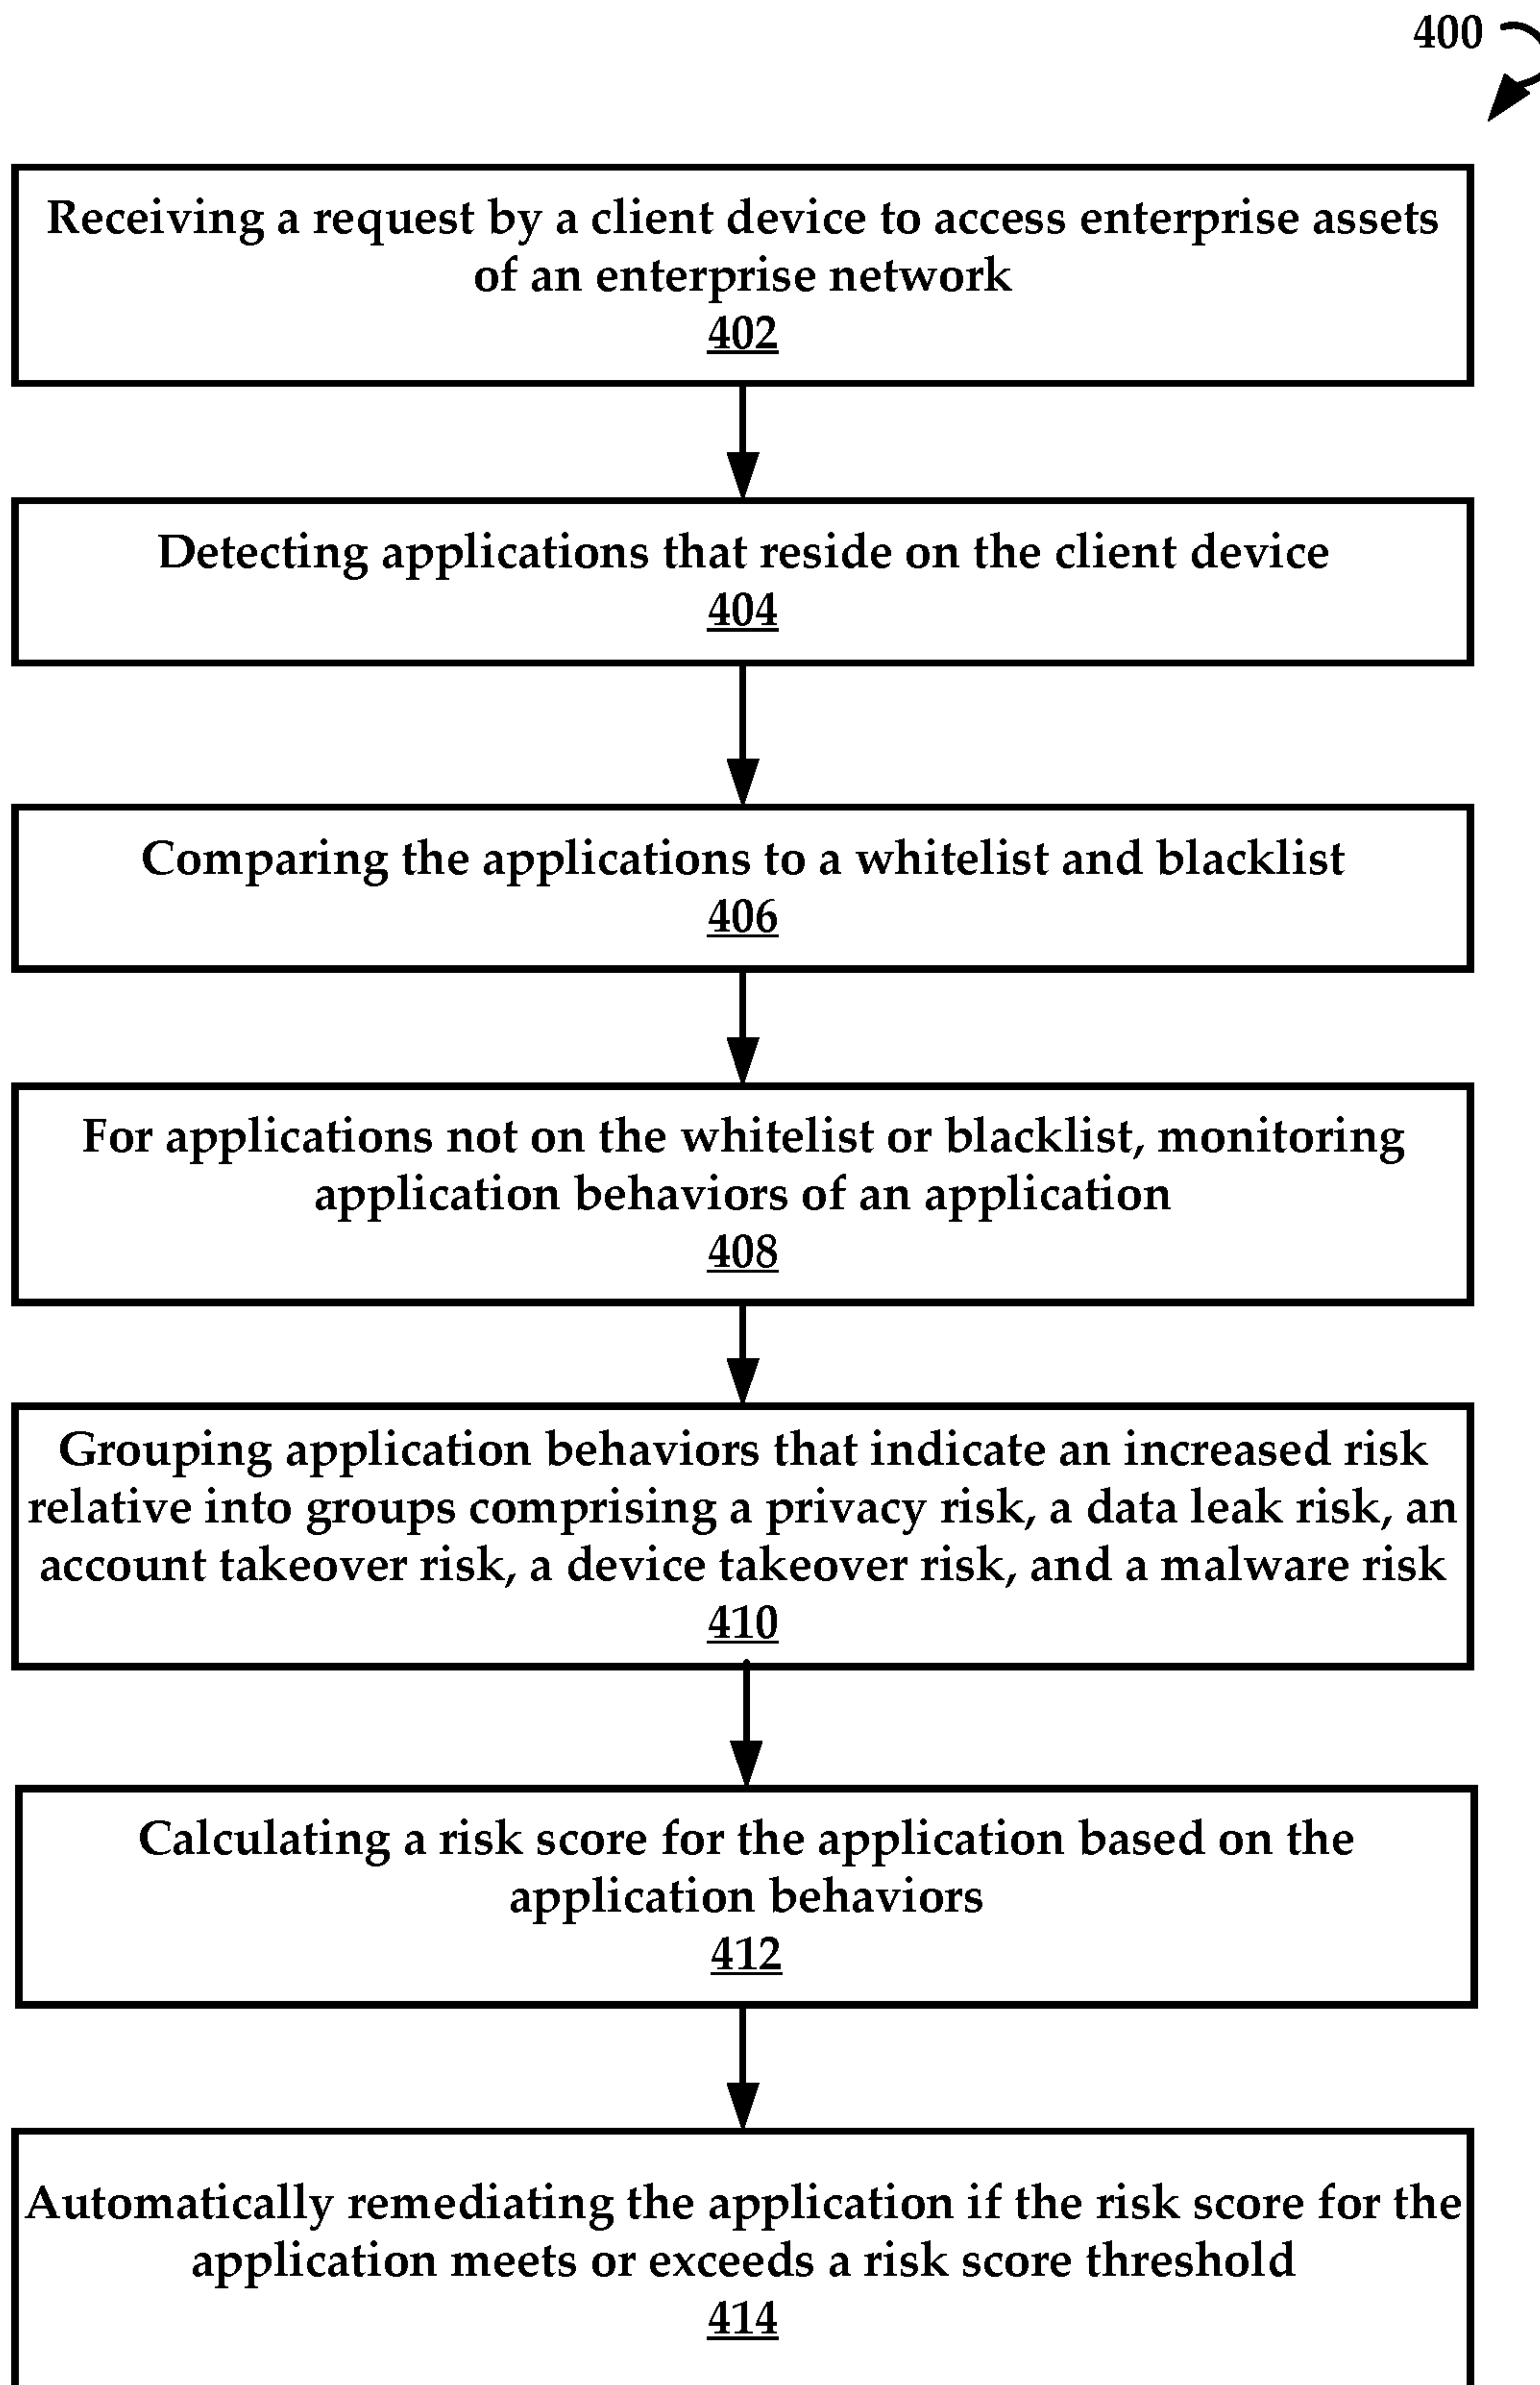 400
Receiving a request by a client device to access enterprise assets
of an enterprise network
402
Detecting applications that reside on the client device
404
Comparing the applications to a whitelist and blacklist
406
For applications not on the whitelist or blacklist, monitoring
application behaviors of an application
408
Grouping application behaviors that indicate an increased risk
relative into groups comprising a privacy risk, a data leak risk, an
account takeover risk, a device takeover risk, and a malware risk
410
Calculating a risk score for the application based on the
application behaviors
412
Automatically remediating the application if the risk score for the
application meets or exceeds a risk score threshold
414